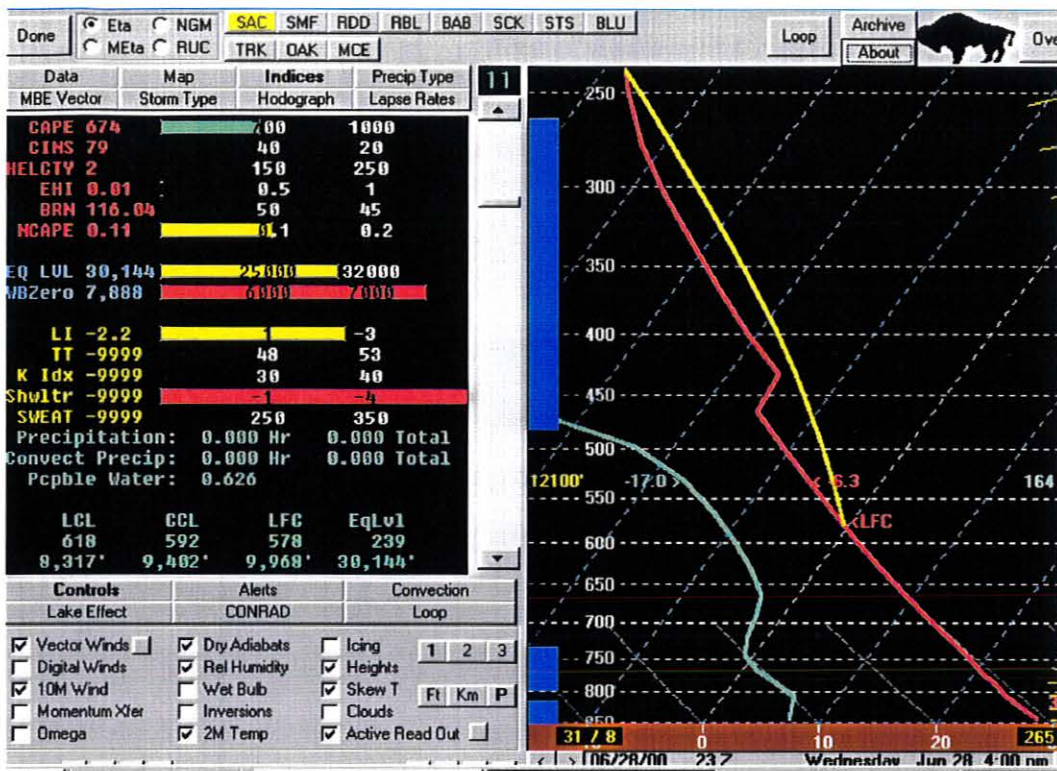 Done
Eta NGM
MEta RUC
SAC SMF RDD RBL BAB SCK STS BLU
TRK OAK MCE
Loop
Archive
About
Ove
Data Map Indices Precip Type
MBE Vector Storm Type Hodograph Lapse Rates
11
CAPE 674 700 1000
CINS 79 40 20
HELCTY 2 150 250
EHI 0.01 0.5 1
BRN 116.04 50 45
NCAPE 0.11 0.1 0.2
EQ LVL 30,144 25000 32000
WBZero 7,888 6000 7000
LI -2.2 1 -3
TT -9999 48 53
K Idx -9999 30 40
Shwltr -9999 -1 -4
SWEAT -9999 250 350
Precipitation: 0.000 Hr 0.000 Total
Convect Precip: 0.000 Hr 0.000 Total
Pcpble Water: 0.626
LCL CCL LFC EqLvl
618 592 578 239
8,317' 9,402' 9,968' 30,144'
Controls Alerts Convection
Lake Effect CONRAD Loop
Vector Winds Dry Adiabats Icing 1 2 3
Digital Winds Rel Humidity Heights
10M Wind Wet Bulb Skew T Ft Km P
Momentum Xfer Inversions Clouds
Omega 2M Temp Active Read Out
250
300
350
400
450
500
12100' -17.0 > < -6.3 164
550
<LFC
600
650
700
750
800
850
31 / 8 0 10 20 265
< > 06/28/00 23 Z Wednesday Jun 28 4:00 pm